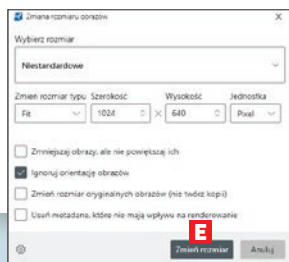 Zmiana rozmiaru obrazów
Wybierz rozmiar
Niestandardowe
Zmień rozmiar typu Szerokość Wysokość Jednostka
Fit 1024 × 640 Pixel
Zmniejszaj obrazy, ale nie powiększaj ich
Ignoruj orientację obrazów
Zmień rozmiar oryginalnych obrazów (nie twórz kopii)
Usuń metadane, które nie mają wpływu na renderowanie
E
Zmień rozmiar Anuluj